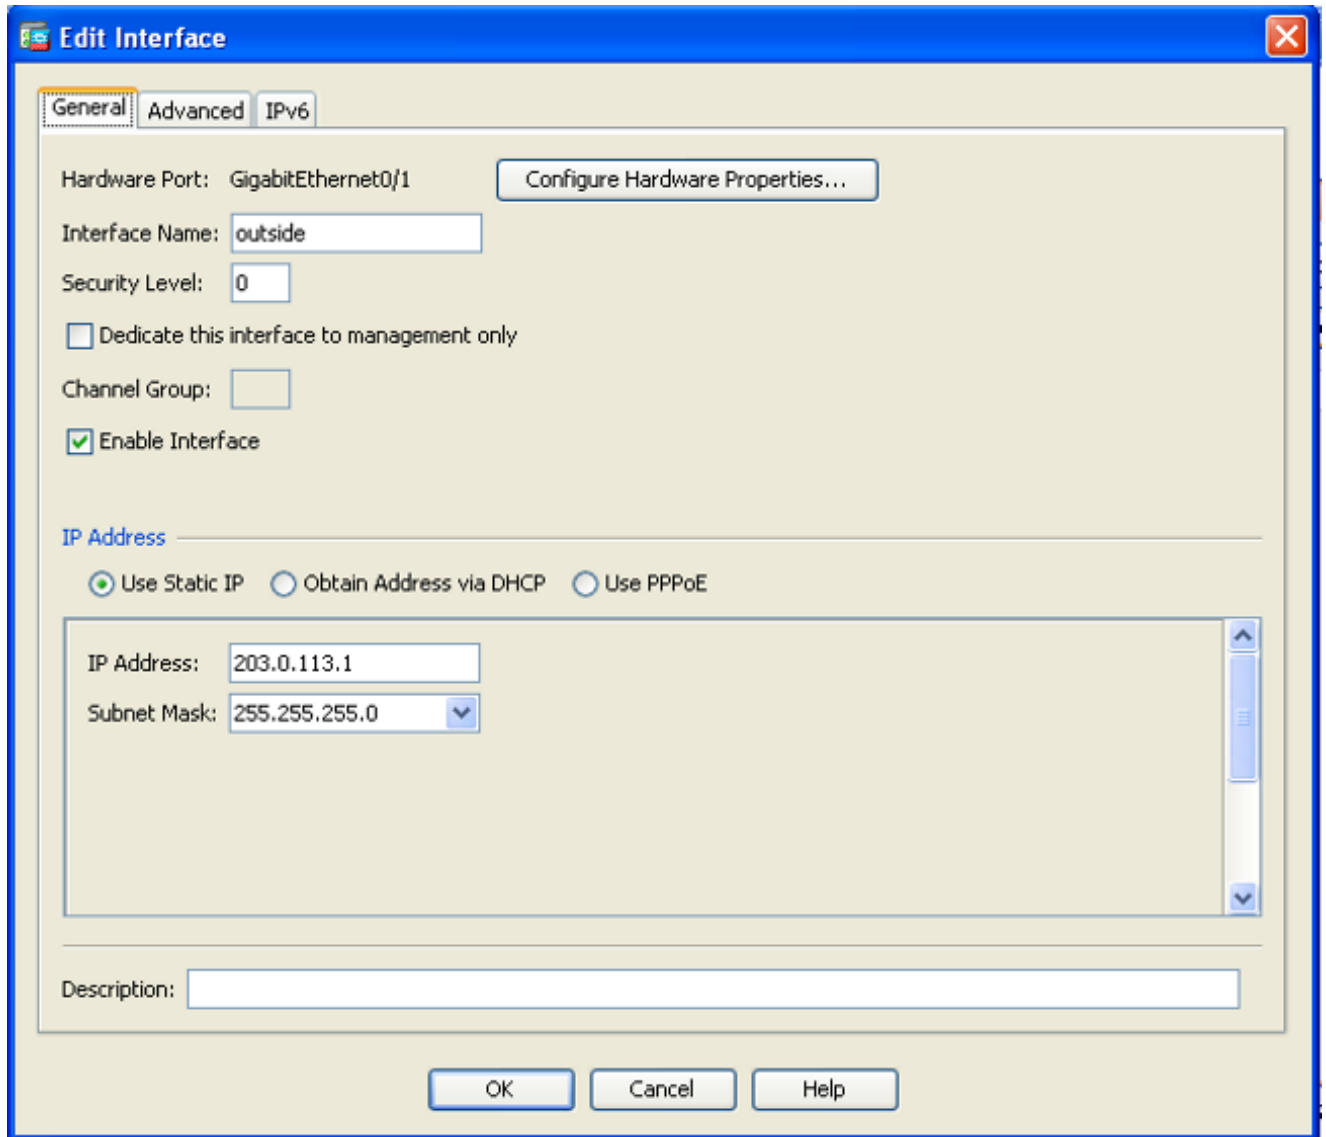 Edit Interface
General Advanced IPv6
Hardware Port: GigabitEthernet0/1 Configure Hardware Properties...
Interface Name: outside
Security Level: 0
Dedicate this interface to management only
Channel Group:
Enable Interface
IP Address
Use Static IP Obtain Address via DHCP Use PPPoE
IP Address: 203.0.113.1
Subnet Mask: 255.255.255.0
Description:
OK Cancel Help